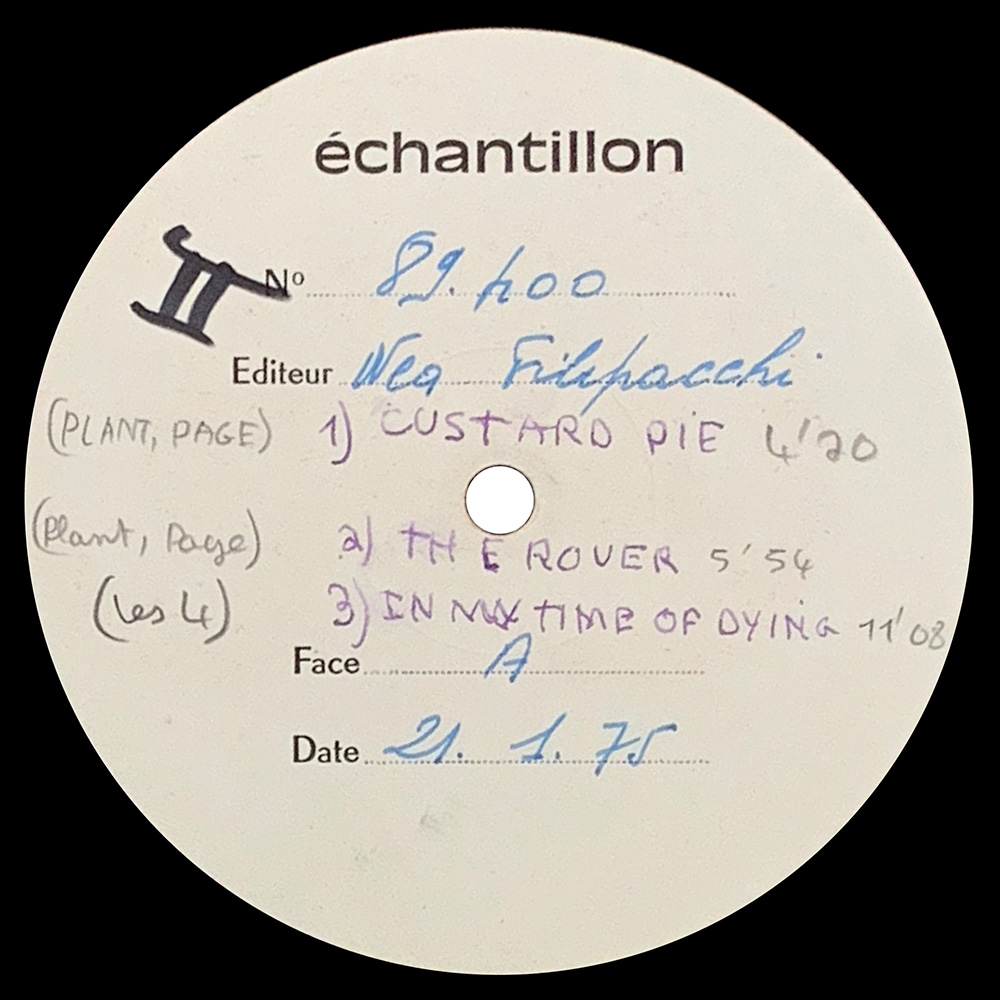 échantillon
II
Nº 89.400
Editeur Wea Filipacchi
(PLANT, PAGE) 1) CUSTARD PIE 4'20
(Plant, Page) 2) THE ROVER 5'54
(Les 4) 3) IN MY TIME OF DYING 11'08
Face A
Date 21. 1. 75